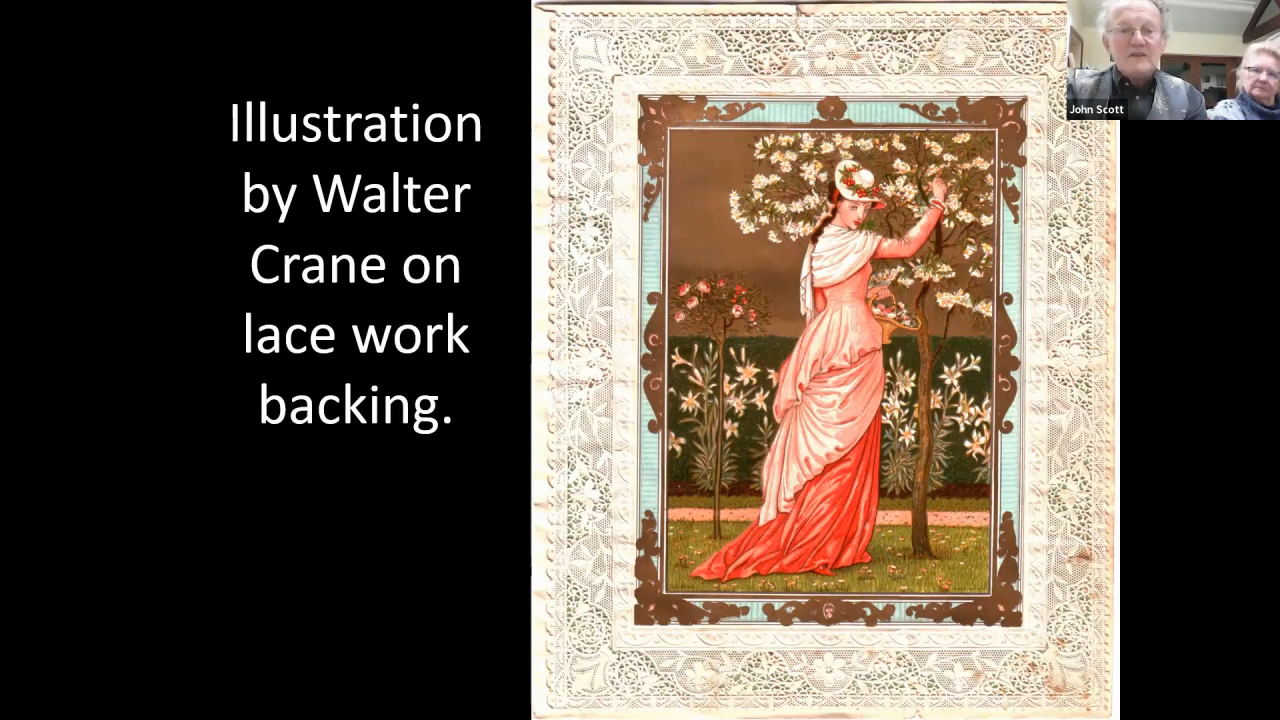 Illustration
by Walter
Crane on
lace work
backing.
John Scott